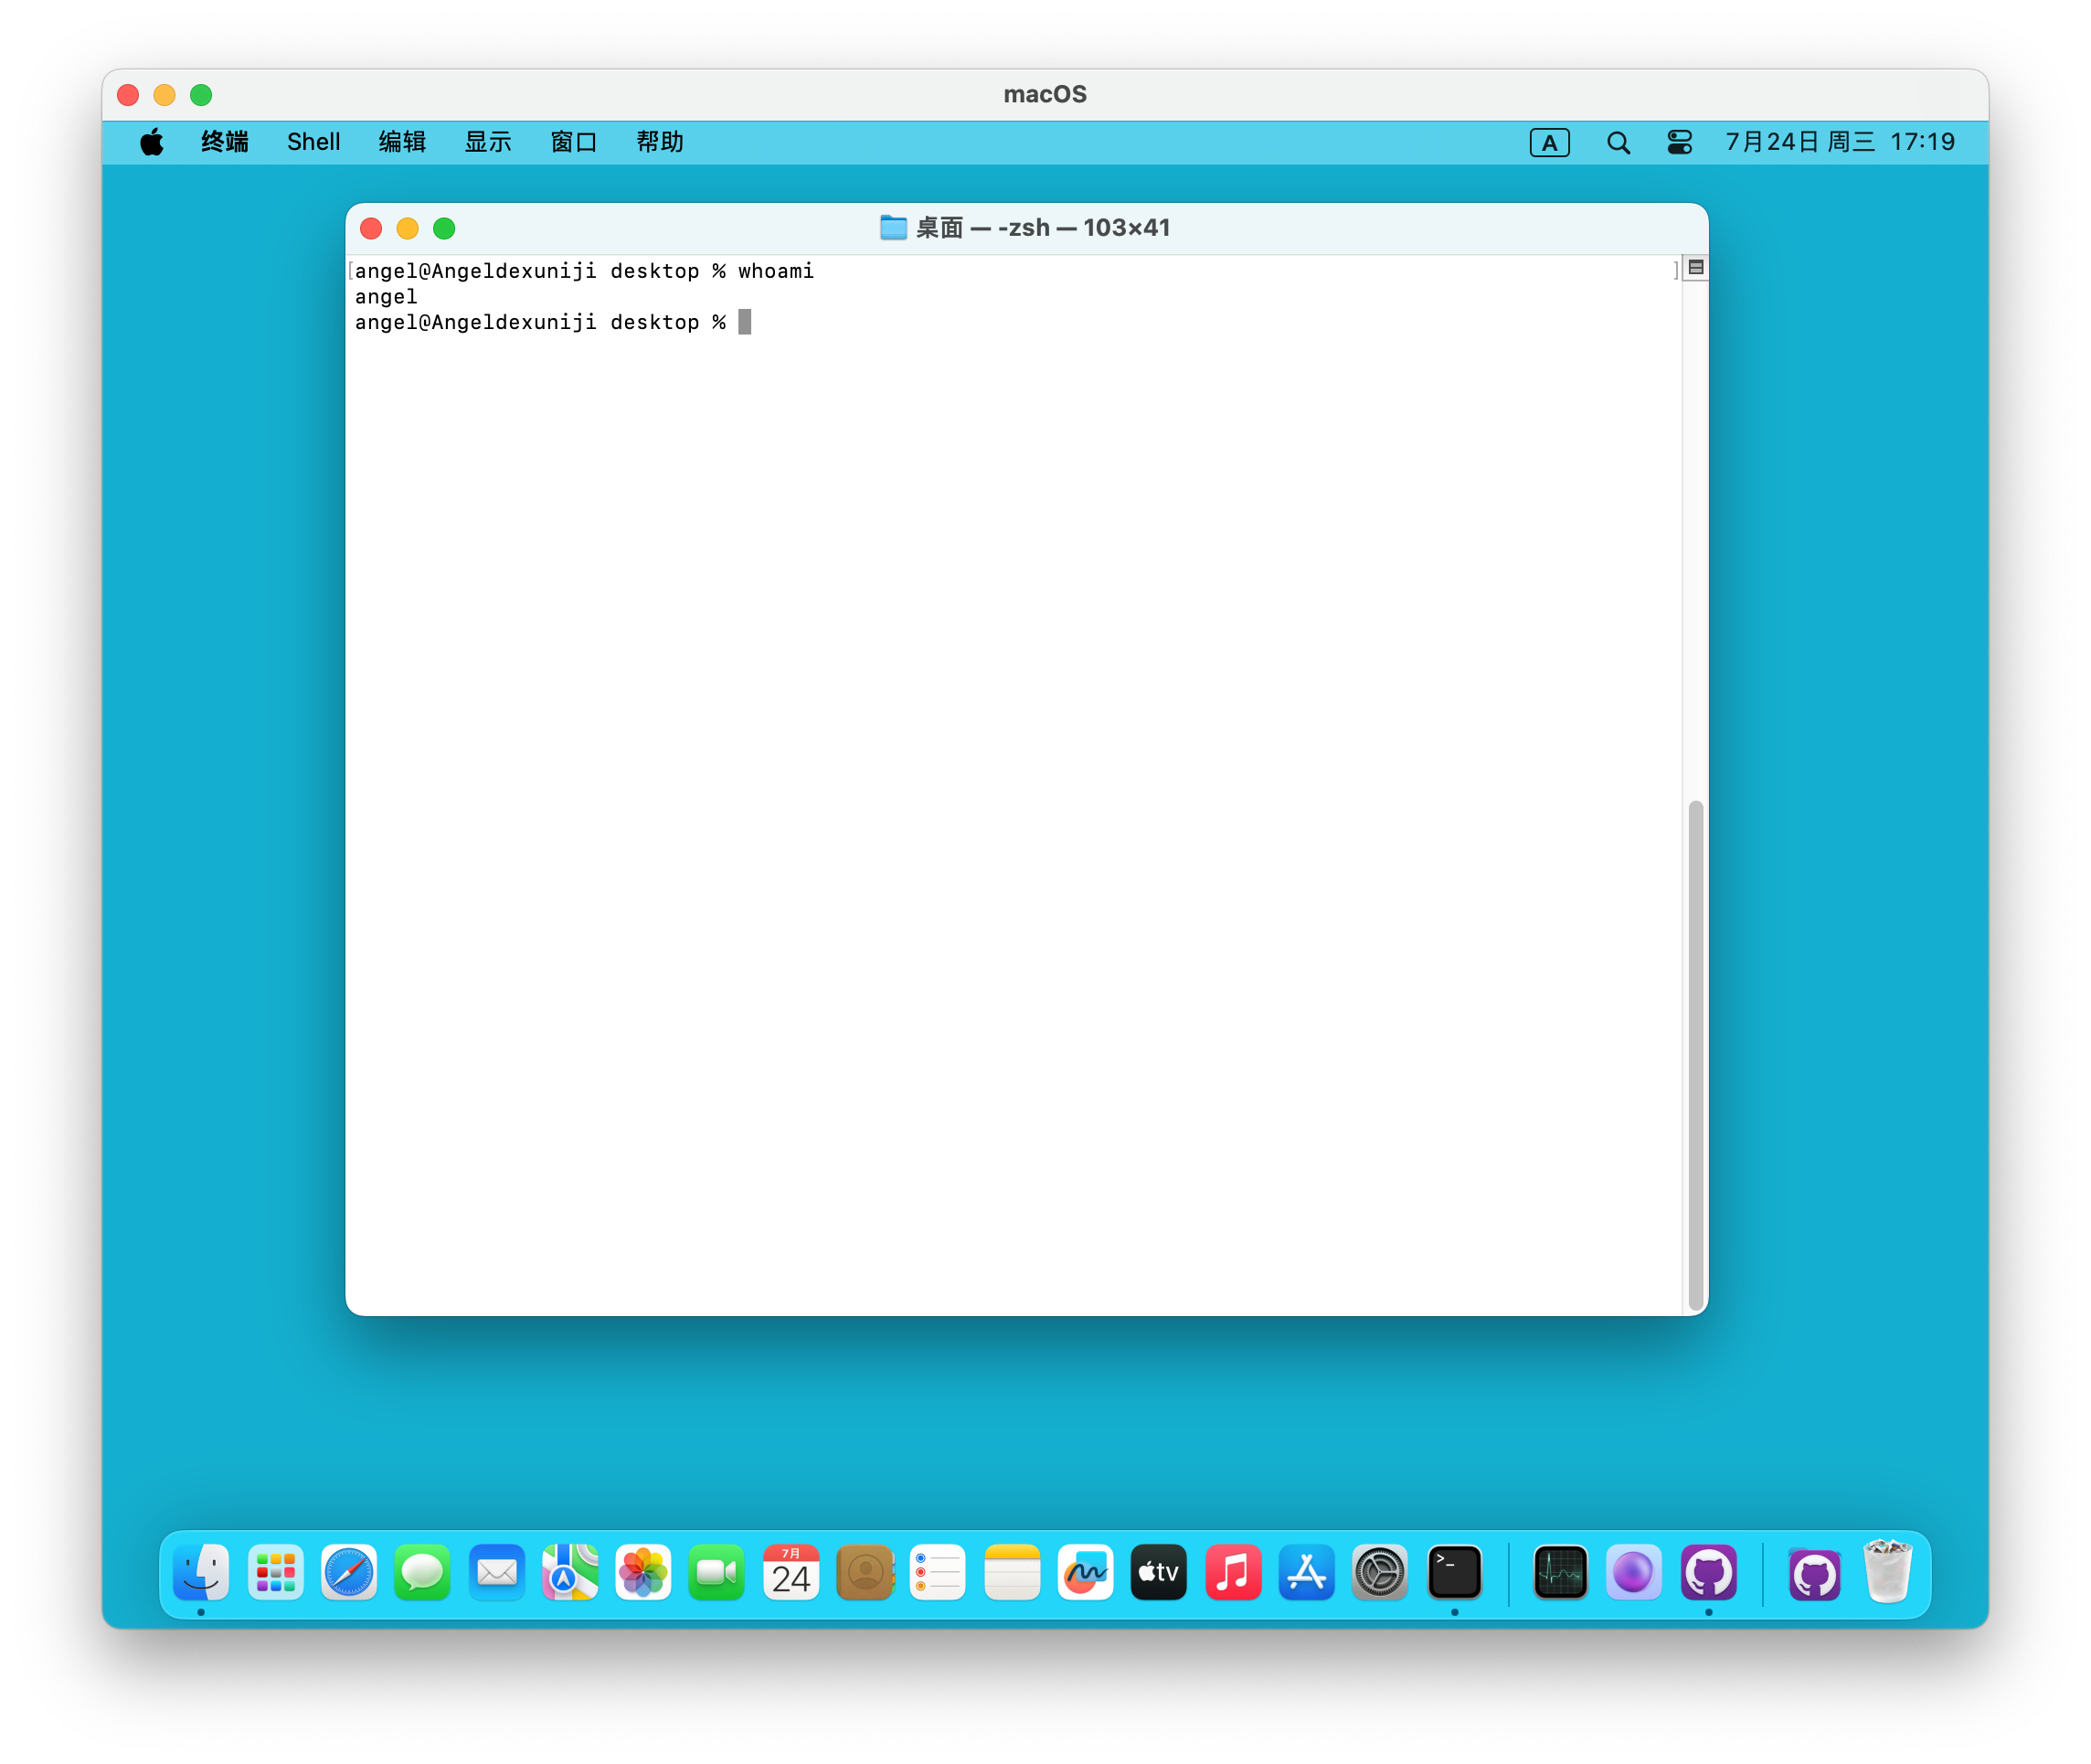 macOS
终端 Shell 编辑 显示 窗口 帮助 A 7月24日 周三 17:19
桌面 — -zsh — 103×41
[angel@Angeldexuniji desktop % whoami ]
angel
angel@Angeldexuniji desktop %
7月
24
tv
>_